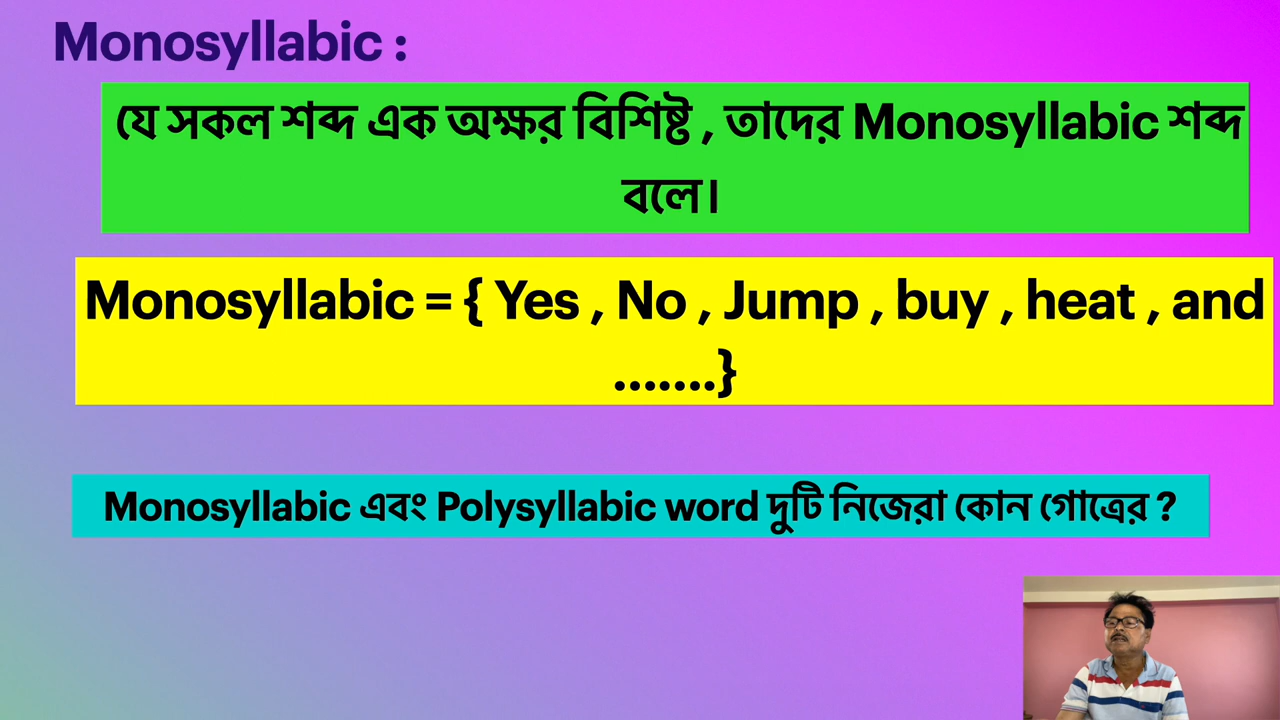 Monosyllabic :
যে সকল শব্দ এক অক্ষর বিশিষ্ট , তাদের Monosyllabic শব্দ
বলে।
Monosyllabic = { Yes , No , Jump , buy , heat , and
.......}
Monosyllabic এবং Polysyllabic word দুটি নিজেরা কোন গোত্রের ?